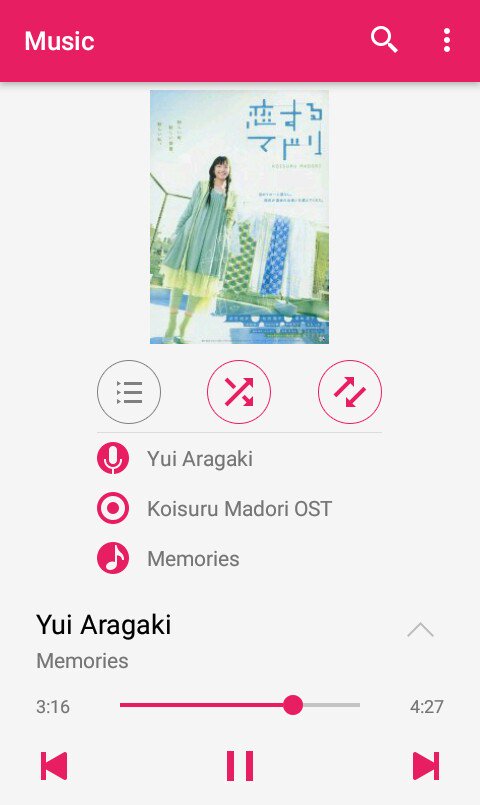 Music
恋する
マドリ
KOISURU MADORI
Yui Aragaki
Koisuru Madori OST
Memories
Yui Aragaki
Memories
3:16
4:27